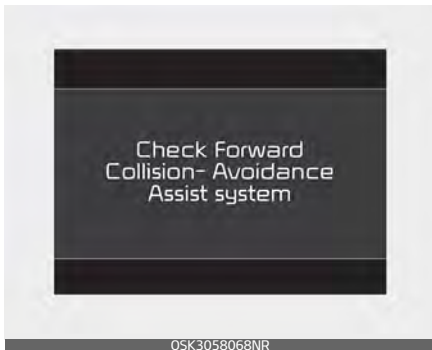 Check Forward
Collision- Avoidance
Assist system
OSK3058068NR